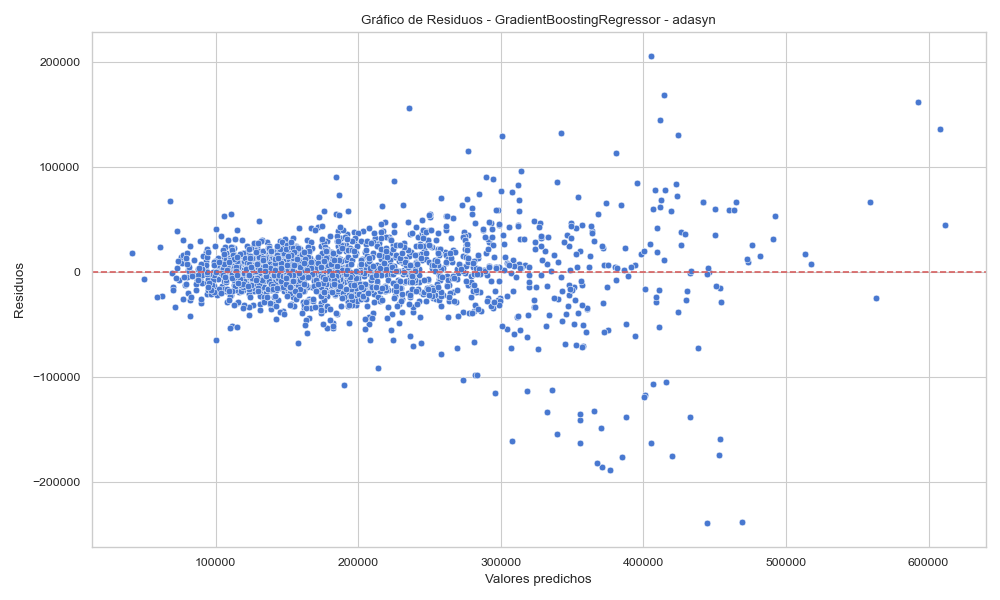 Gráfico de Residuos - GradientBoostingRegressor - adasyn
200000
100000
0
−100000
−200000
Residuos
100000 200000 300000 400000 500000 600000
Valores predichos